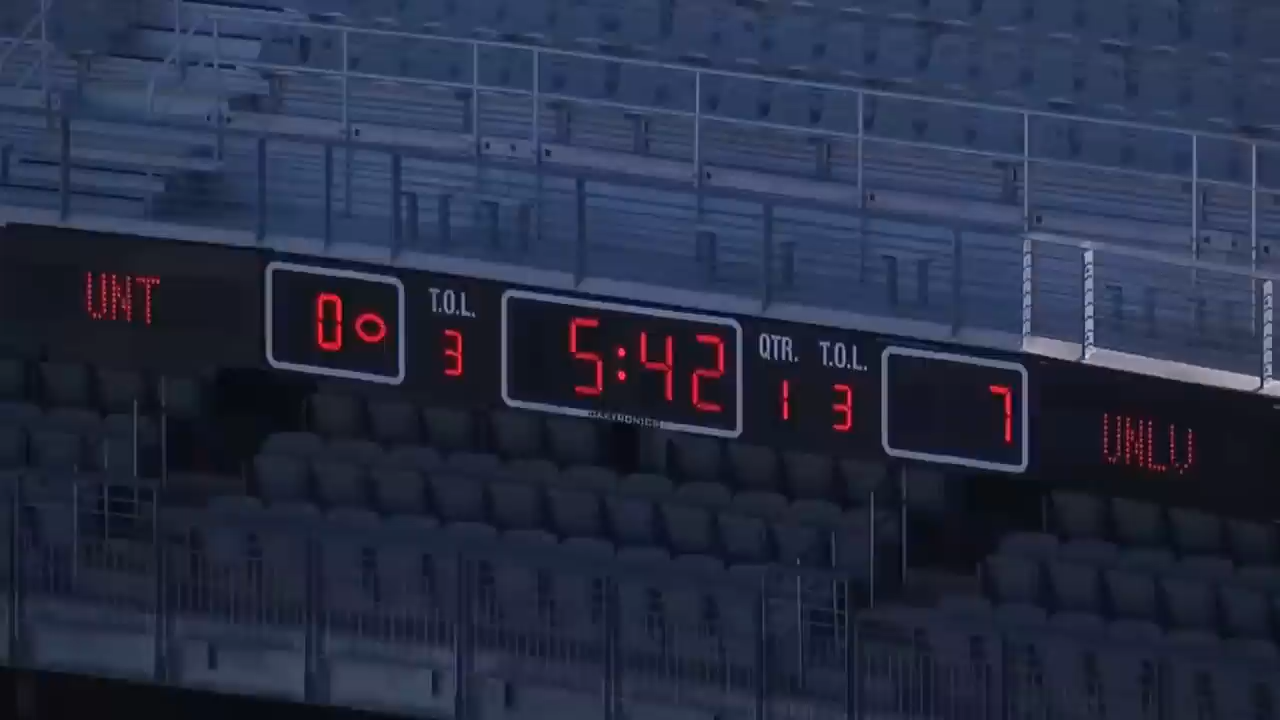 UNT
0
T.O.L.
3
5:42
DAKTRONICS
QTR.
1
T.O.L.
3
7
UNLV